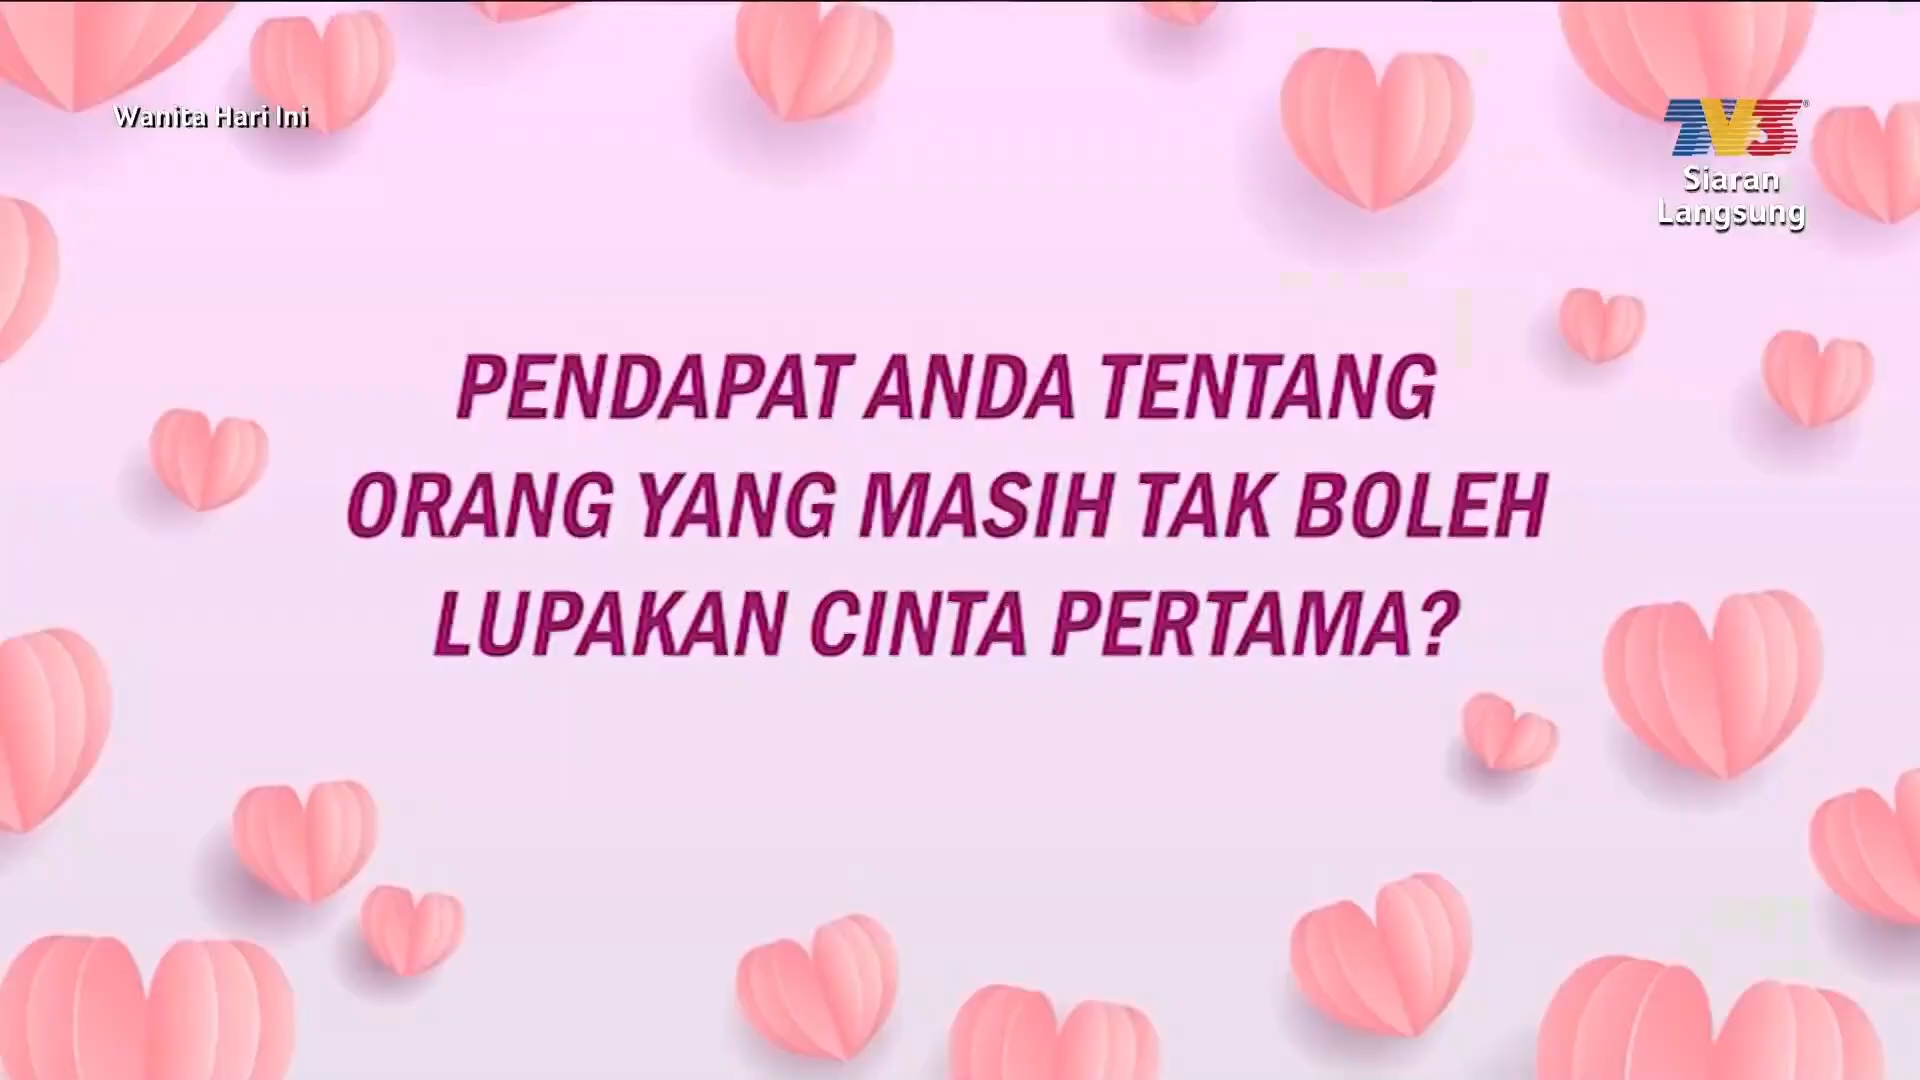 Wanita Hari Ini
TV3
Siaran
Langsung
PENDAPAT ANDA TENTANG
ORANG YANG MASIH TAK BOLEH
LUPAKAN CINTA PERTAMA?